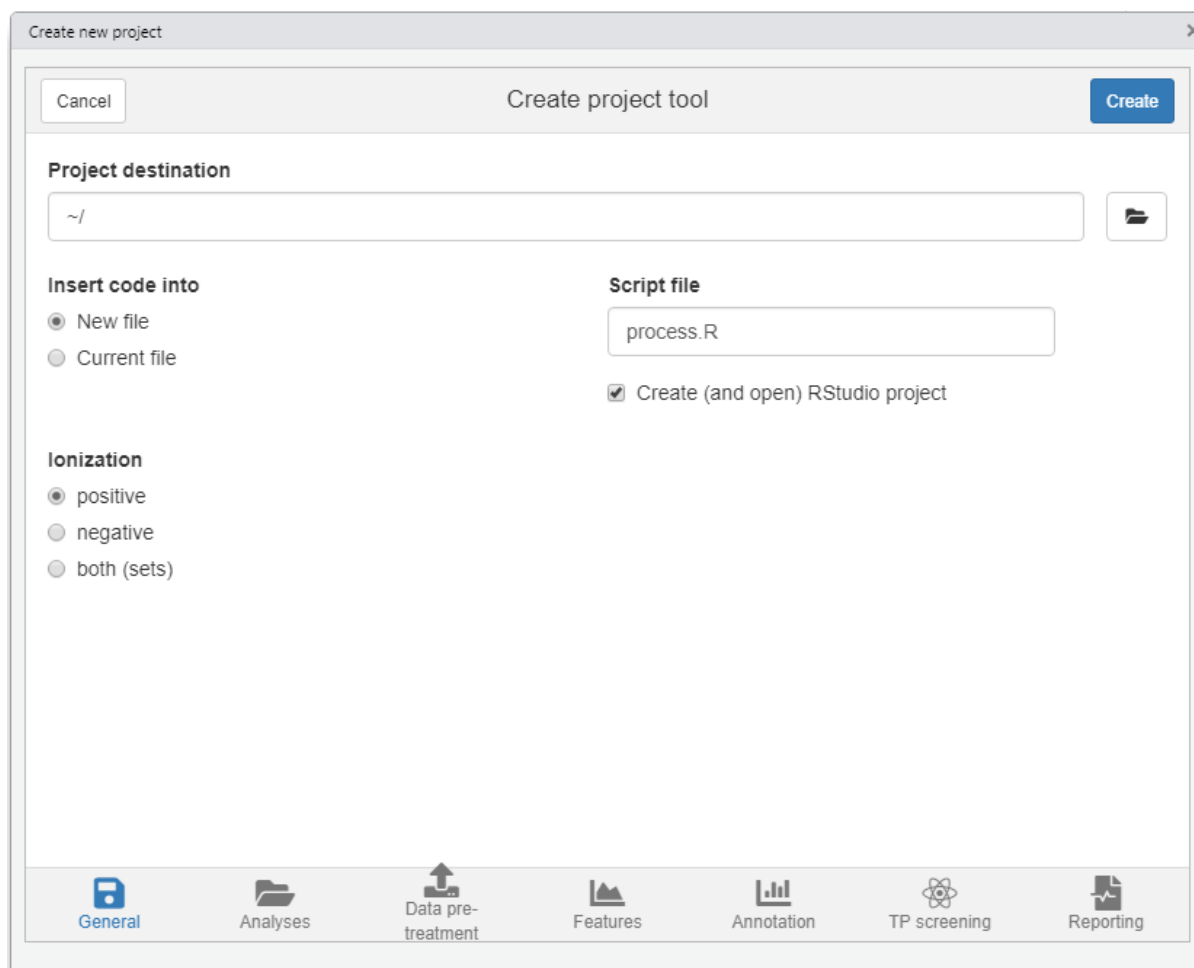 Create new project
Cancel
Create project tool
Create
Project destination
~/
Insert code into
New file
Current file
Script file
process.R
Create (and open) RStudio project
Ionization
positive
negative
both (sets)
General
Analyses
Data pre-
treatment
Features
Annotation
TP screening
Reporting